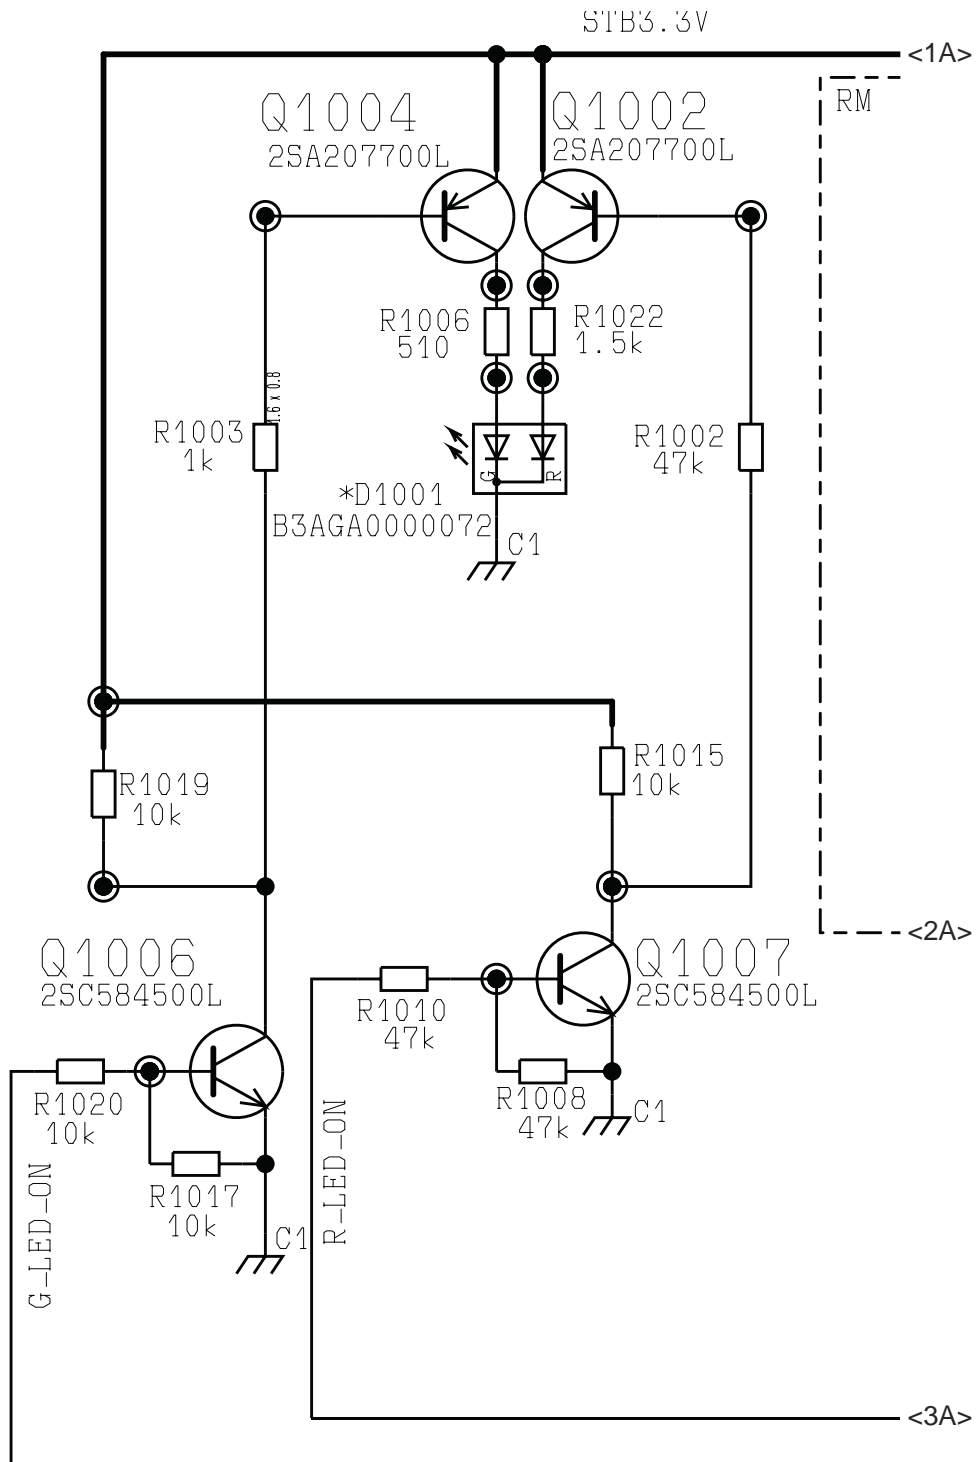 STB3.3V
<1A>
RM
Q1004
2SA207700L
Q1002
2SA207700L
R1006
510
R1022
1.5k
1.6 x 0.8
R1003
1k
R1002
47k
G
R
*D1001
B3AGA0000072
C1
R1019
10k
R1015
10k
<2A>
Q1006
2SC584500L
Q1007
2SC584500L
R1010
47k
R1020
10k
R1008
47k
C1
R1017
10k
C1
G-LED-ON
R-LED-ON
<3A>